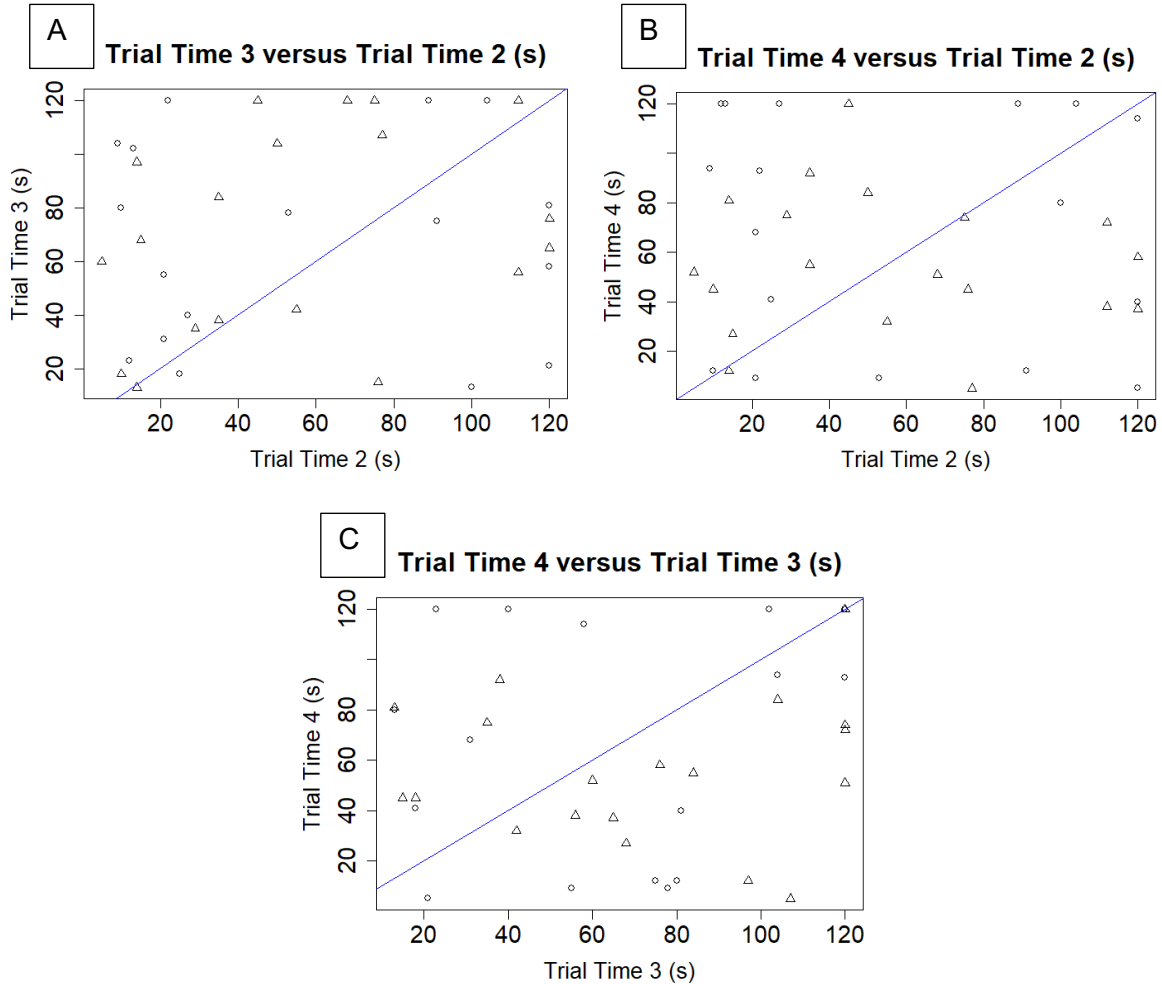 A
Trial Time 3 versus Trial Time 2 (s)
120
80
60
40
20
Trial Time 3 (s)
20 40 60 80 100 120
Trial Time 2 (s)
B
Trial Time 4 versus Trial Time 2 (s)
120
80
60
40
20
Trial Time 4 (s)
20 40 60 80 100 120
Trial Time 2 (s)
C
Trial Time 4 versus Trial Time 3 (s)
120
80
60
40
20
Trial Time 4 (s)
20 40 60 80 100 120
Trial Time 3 (s)